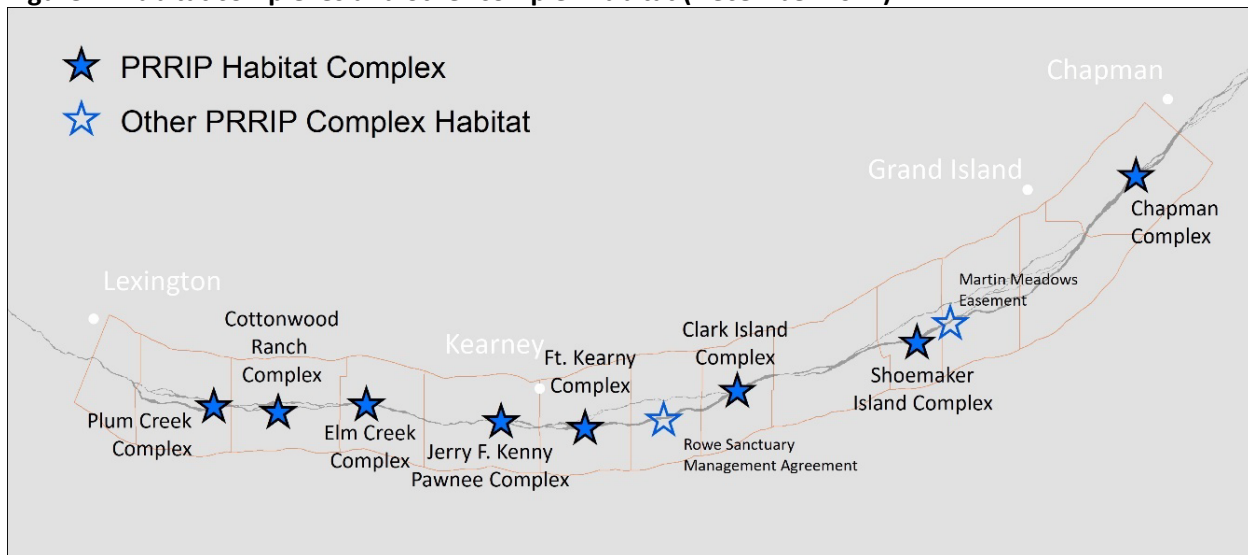 PRRIP Habitat Complex
Other PRRIP Complex Habitat
Chapman
Grand Island
Chapman
Complex
Lexington
Cottonwood
Ranch
Complex
Kearney
Ft. Kearny
Complex
Clark Island
Complex
Martin Meadows
Easement
Shoemaker
Island Complex
Plum Creek
Complex
Elm Creek
Complex
Jerry F. Kenny
Pawnee Complex
Rowe Sanctuary
Management Agreement